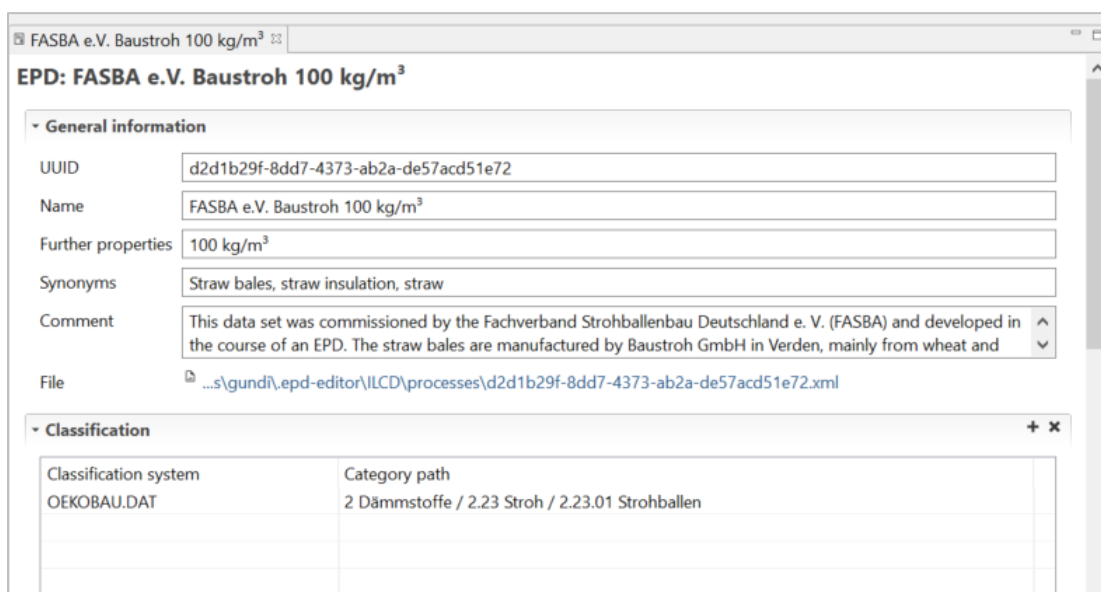 FASBA e.V. Baustroh 100 kg/m³
EPD: FASBA e.V. Baustroh 100 kg/m³
General information
UUID d2d1b29f-8dd7-4373-ab2a-de57acd51e72
Name FASBA e.V. Baustroh 100 kg/m³
Further properties 100 kg/m³
Synonyms Straw bales, straw insulation, straw
Comment This data set was commissioned by the Fachverband Strohballenbau Deutschland e. V. (FASBA) and developed in
the course of an EPD. The straw bales are manufactured by Baustroh GmbH in Verden, mainly from wheat and
File ...s\gundi\.epd-editor\ILCD\processes\d2d1b29f-8dd7-4373-ab2a-de57acd51e72.xml
Classification
Classification system Category path
OEKOBAU.DAT 2 Dämmstoffe / 2.23 Stroh / 2.23.01 Strohballen